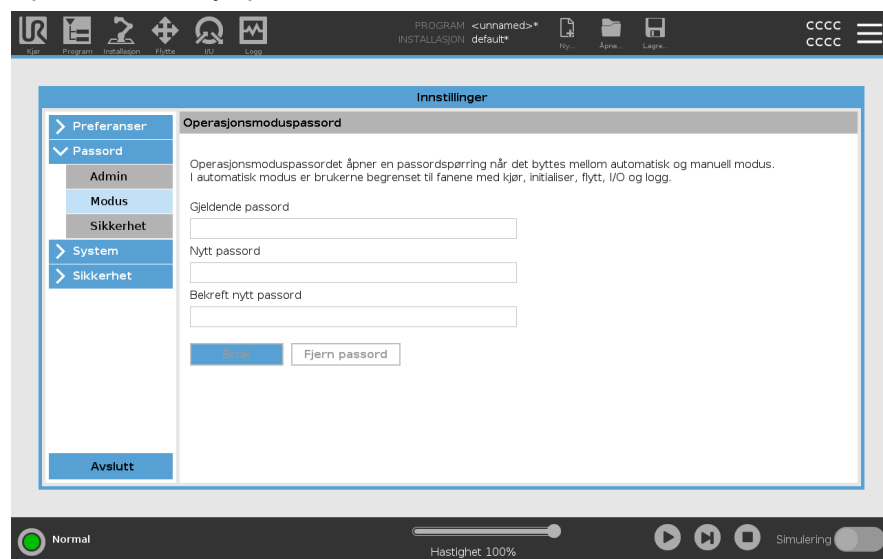 PROGRAM <unnamed>*
INSTALLASJON default*
CCCC
CCCC
Kjør
Program
Installasjon
Flytte
I/U
Logg
Ny...
Åpne...
Lagre...
Innstillinger
Preferanser
Passord
Admin
Modus
Sikkerhet
System
Sikkerhet
Avslutt
Operasjonsmoduspassord
Operasjonsmoduspassordet åpner en passordspørring når det byttes mellom automatisk og manuell modus.
I automatisk modus er brukerne begrenset til fanene med kjør, initialiser, flytt, I/O og logg.
Gjeldende passord
Nytt passord
Bekreft nytt passord
Bruk
Fjern passord
Normal
Hastighet 100%
Simulering